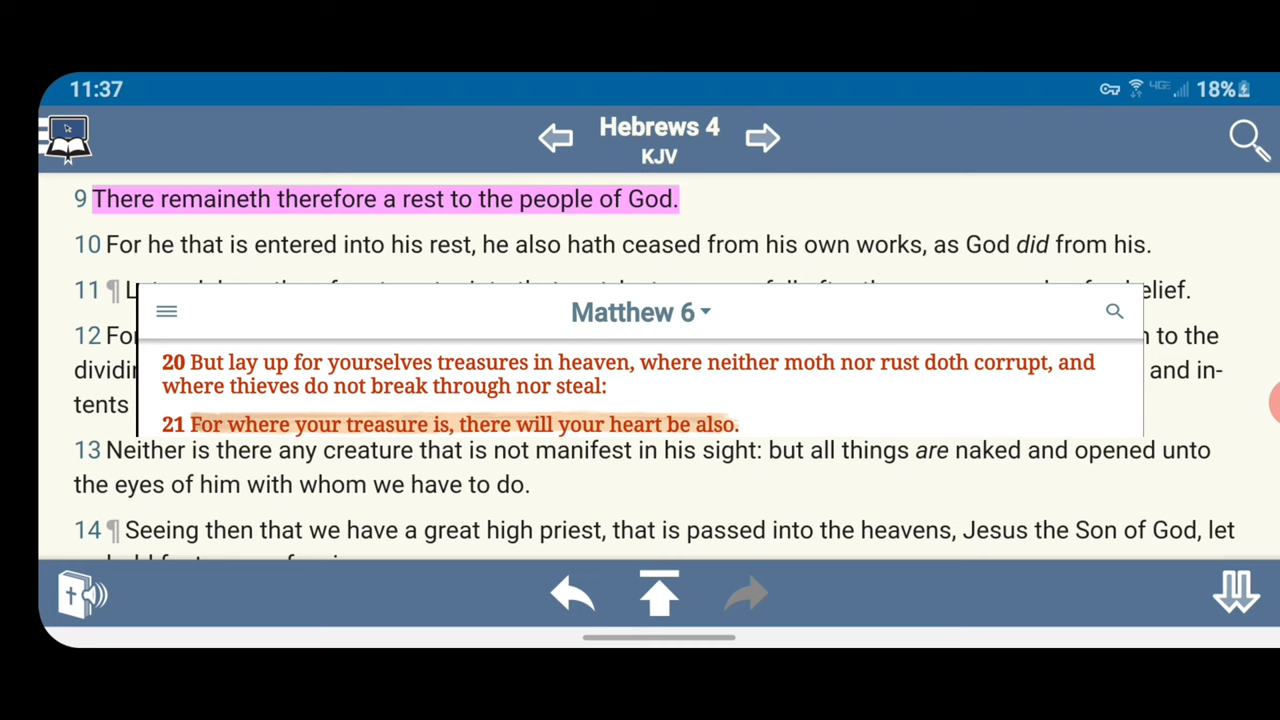 11:37
4GE 18%
Hebrews 4
KJV
9 There remaineth therefore a rest to the people of God.
10 For he that is entered into his rest, he also hath ceased from his own works, as God did from his.
11 ¶ elief.
12 For n to the
dividin and in-
tents
Matthew 6
20 But lay up for yourselves treasures in heaven, where neither moth nor rust doth corrupt, and
where thieves do not break through nor steal:
21 For where your treasure is, there will your heart be also.
13 Neither is there any creature that is not manifest in his sight: but all things are naked and opened unto
the eyes of him with whom we have to do.
14 ¶ Seeing then that we have a great high priest, that is passed into the heavens, Jesus the Son of God, let